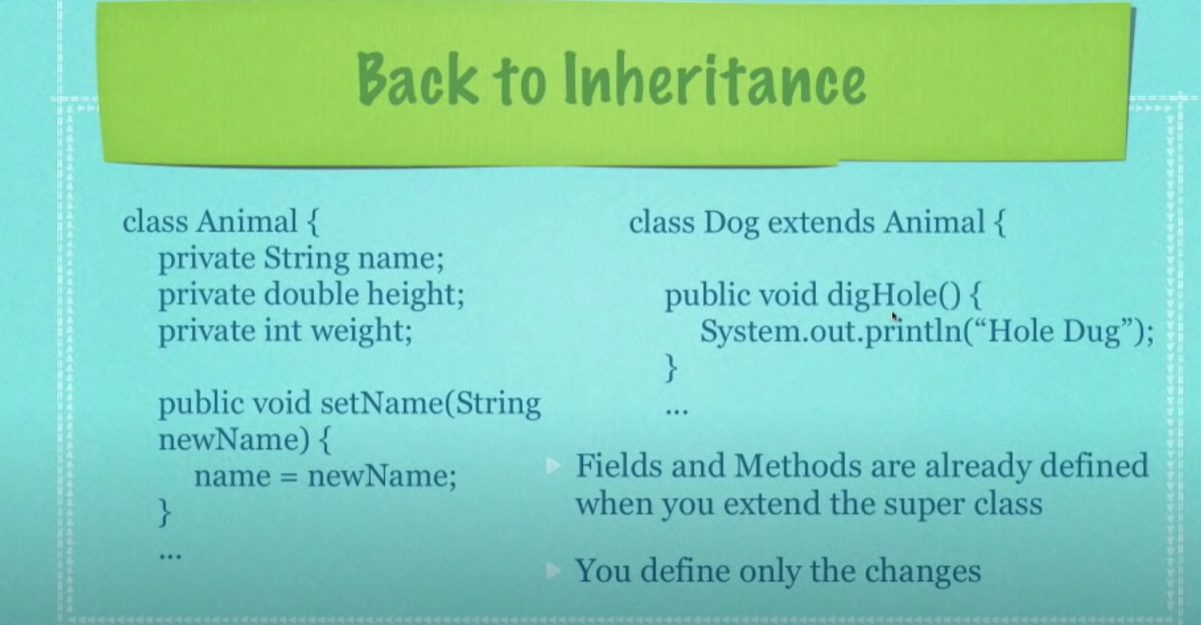 Back to Inheritance
class Animal {
private String name;
private double height;
private int weight;
public void setName(String
newName) {
name = newName;
}
...
class Dog extends Animal {
public void digHole() {
System.out.println(“Hole Dug”);
}
...
Fields and Methods are already defined
when you extend the super class
You define only the changes